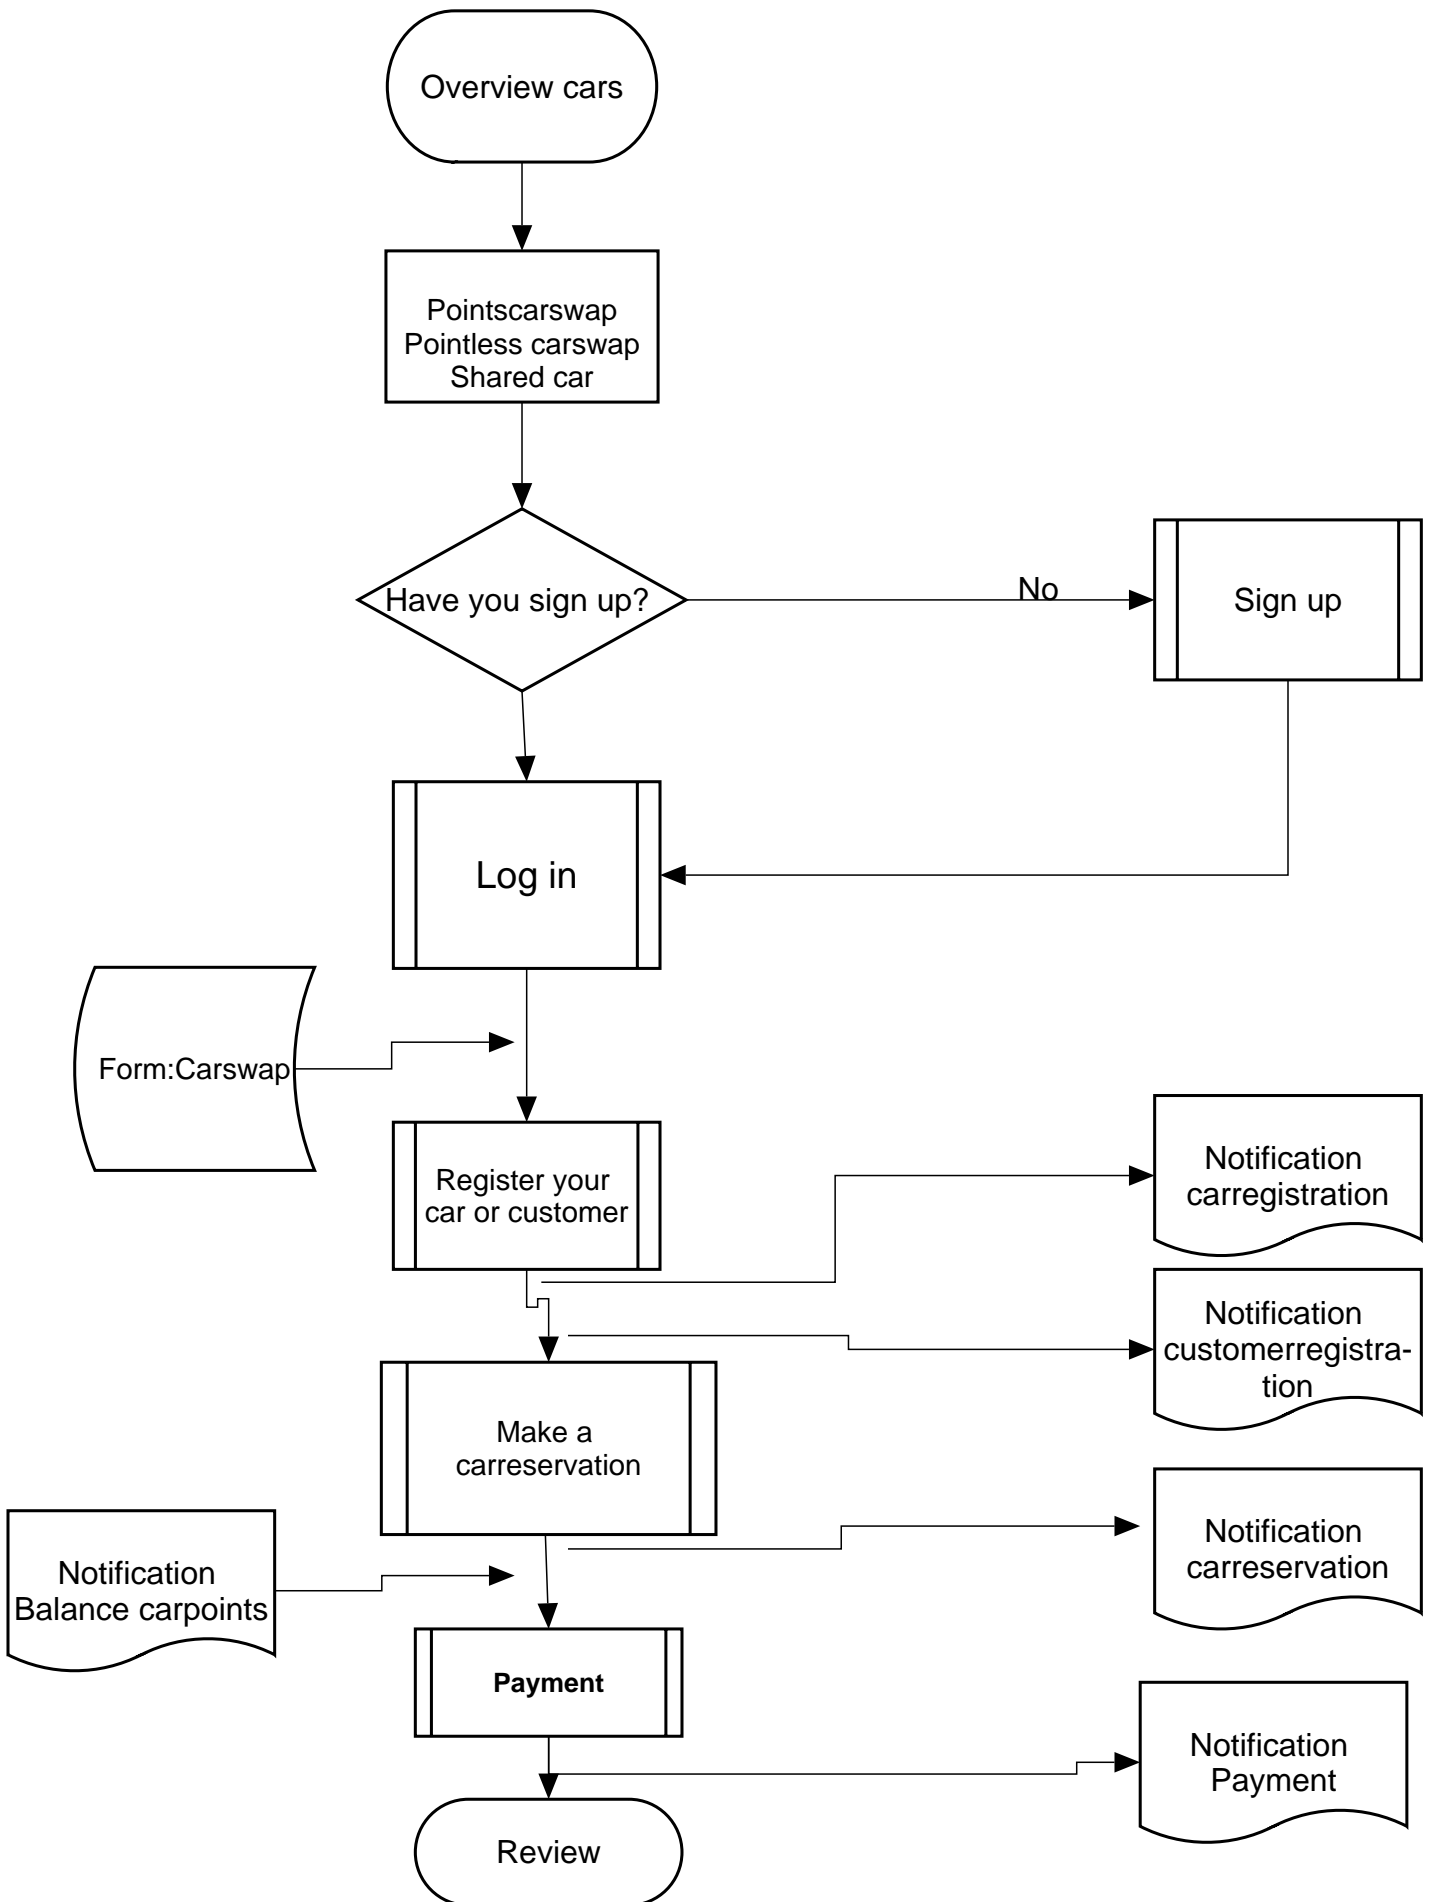 Overview cars
Pointscarswap
Pointless carswap
Shared car
Have you sign up?
No
Sign up
Log in
Form:Carswap
Register your
car or customer
Notification
carregistration
Notification
customerregistra-
tion
Make a
carreservation
Notification
carreservation
Notification
Balance carpoints
Payment
Notification
Payment
Review